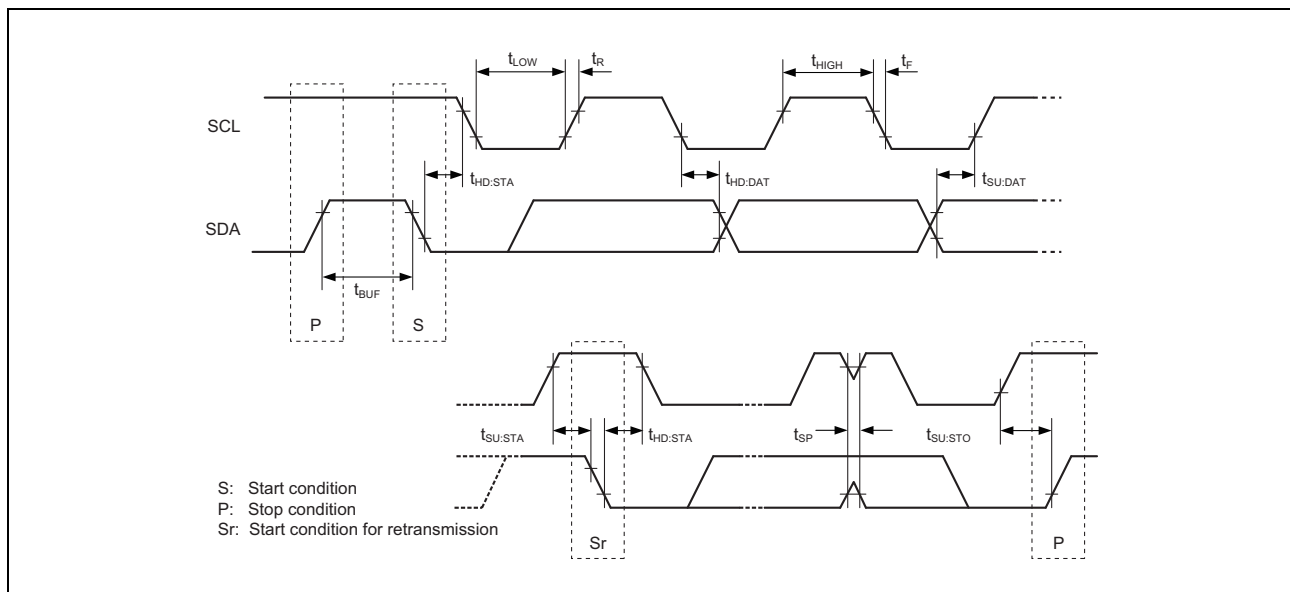 tLOW
tR
tHIGH
tF
SCL
tHD:STA
tHD:DAT
tSU:DAT
SDA
tBUF
P
S
tSU:STA
tHD:STA
tSP
tSU:STO
S: Start condition
P: Stop condition
Sr: Start condition for retransmission
Sr
P